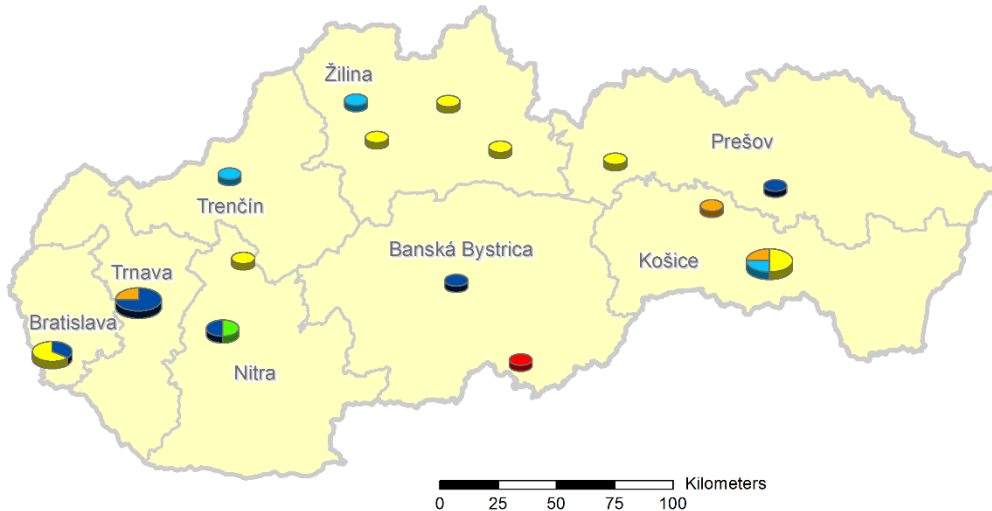 Žilina
Prešov
Trenčín
Banská Bystrica
Košice
Trnava
Bratislava
Nitra
Kilometers
0 25 50 75 100